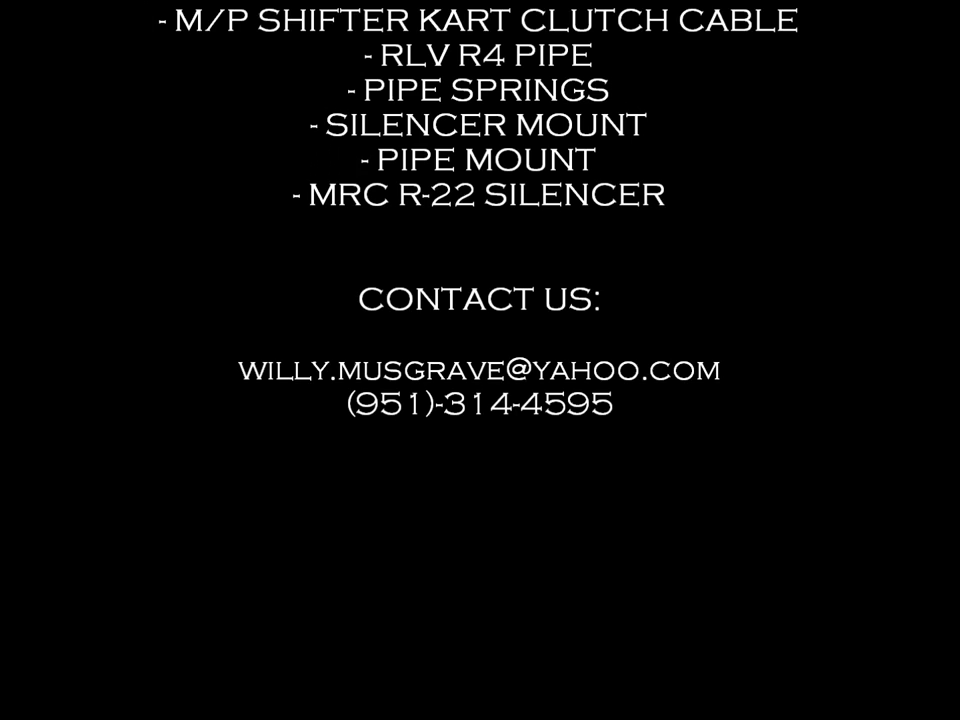 - M/P SHIFTER KART CLUTCH CABLE
- RLV R4 PIPE
- PIPE SPRINGS
- SILENCER MOUNT
- PIPE MOUNT
- MRC R-22 SILENCER
CONTACT US:
WILLY.MUSGRAVE@YAHOO.COM
(951)-314-4595